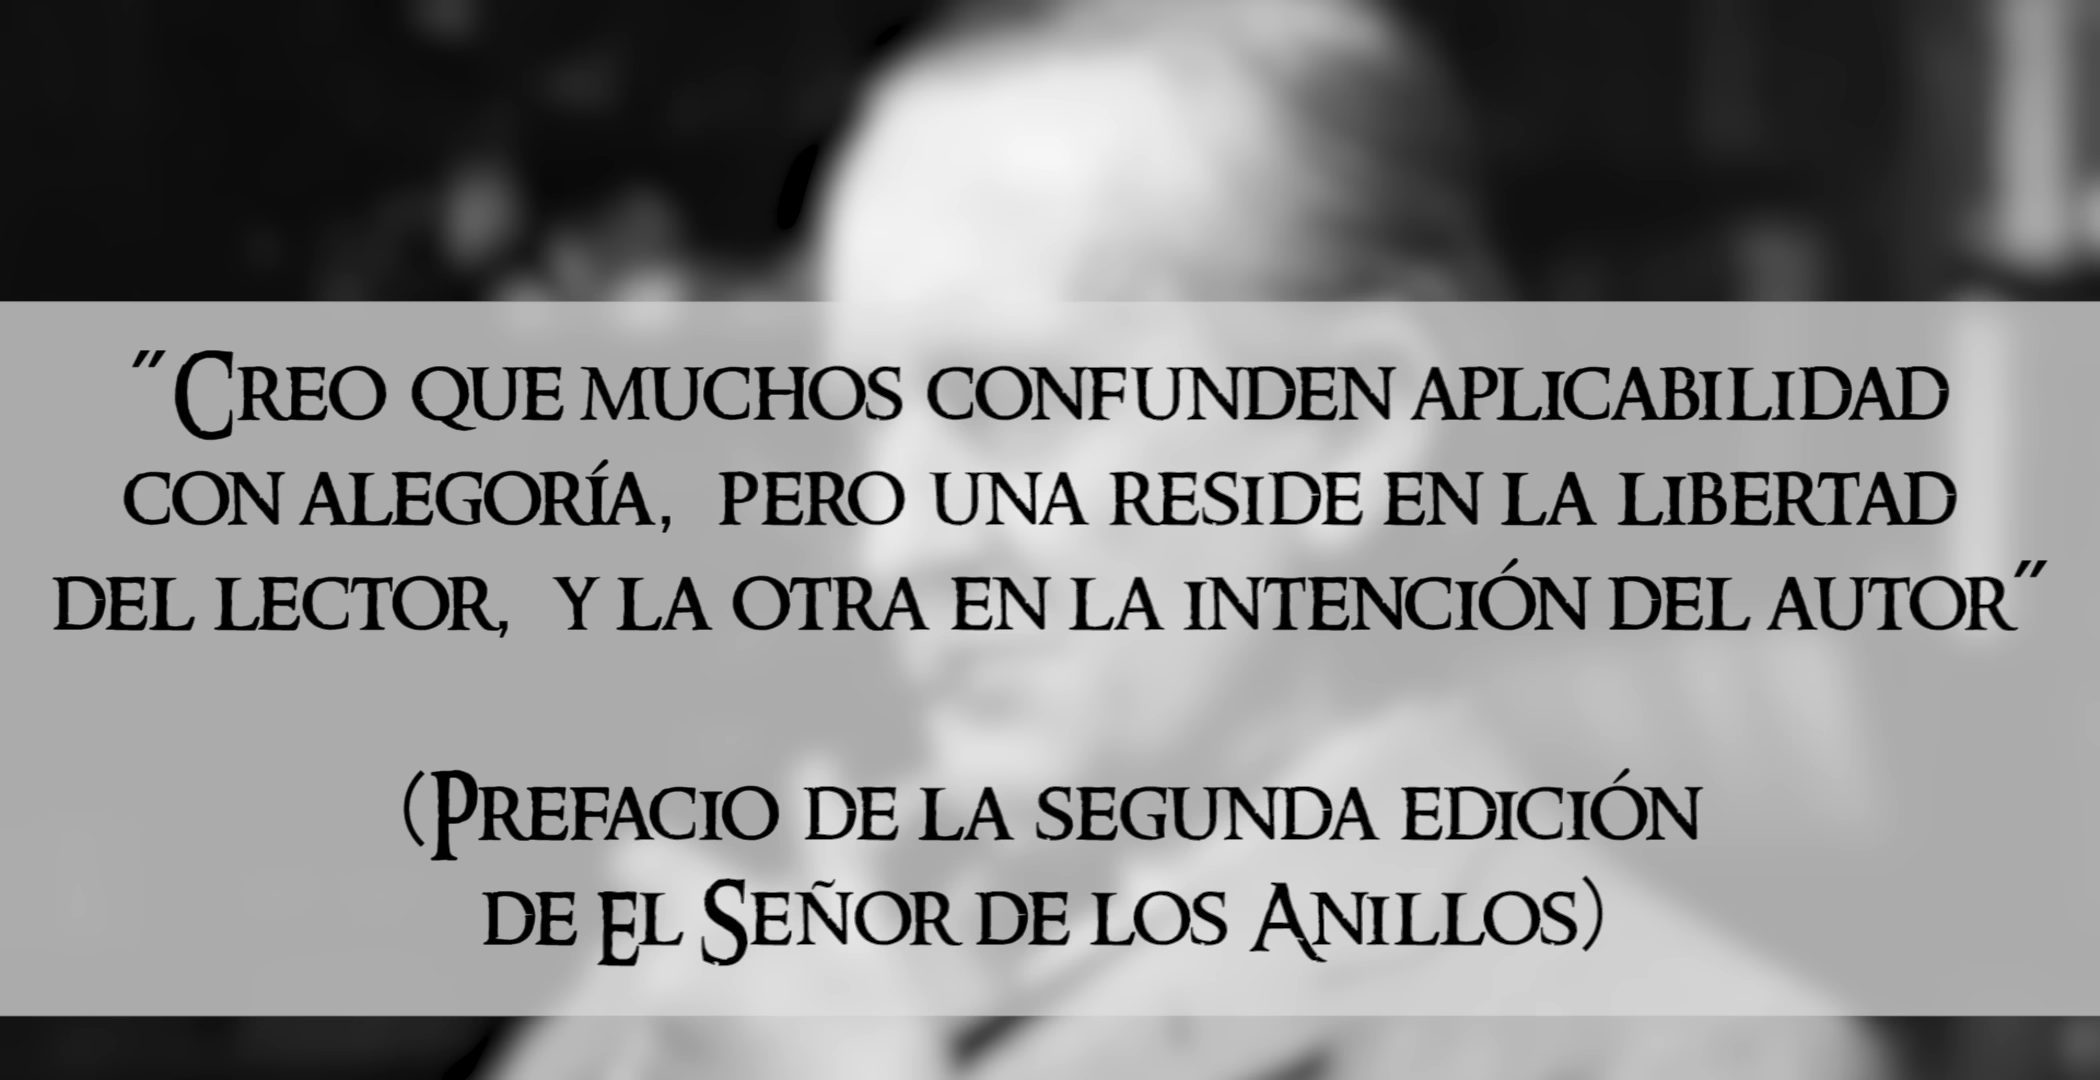 "Creo que muchos confunden aplicabilidad
con alegoría, pero una reside en la libertad
del lector, y la otra en la intención del autor"
(Prefacio de la segunda edición
de El Señor de los Anillos)